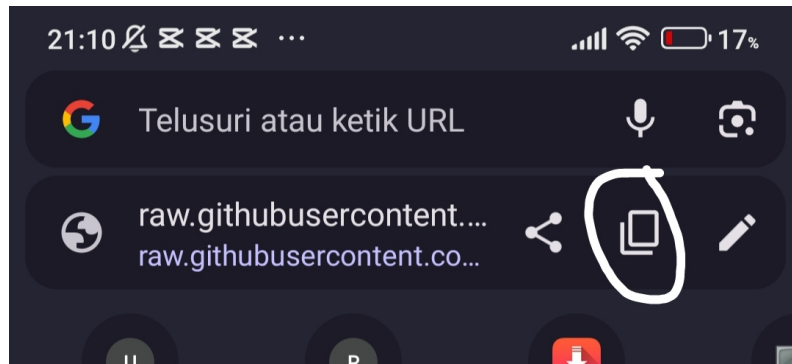 21:10 ... 17%
Telusuri atau ketik URL
raw.githubusercontent....
raw.githubusercontent.co...
U